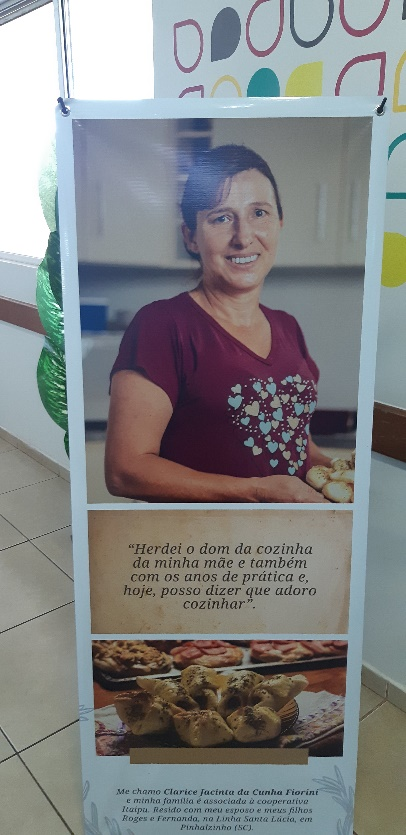 “Herdei o dom da cozinha
da minha mãe e também
com os anos de prática e,
hoje, posso dizer que adoro
cozinhar”.
Me chamo Clarice Jacinta da Cunha Fiorini
e minha família é associada à cooperativa
Itaipu. Resido com meu esposo e meus filhos
Roges e Fernanda, na Linha Santa Lúcia, em
Pinhalzinho (SC).